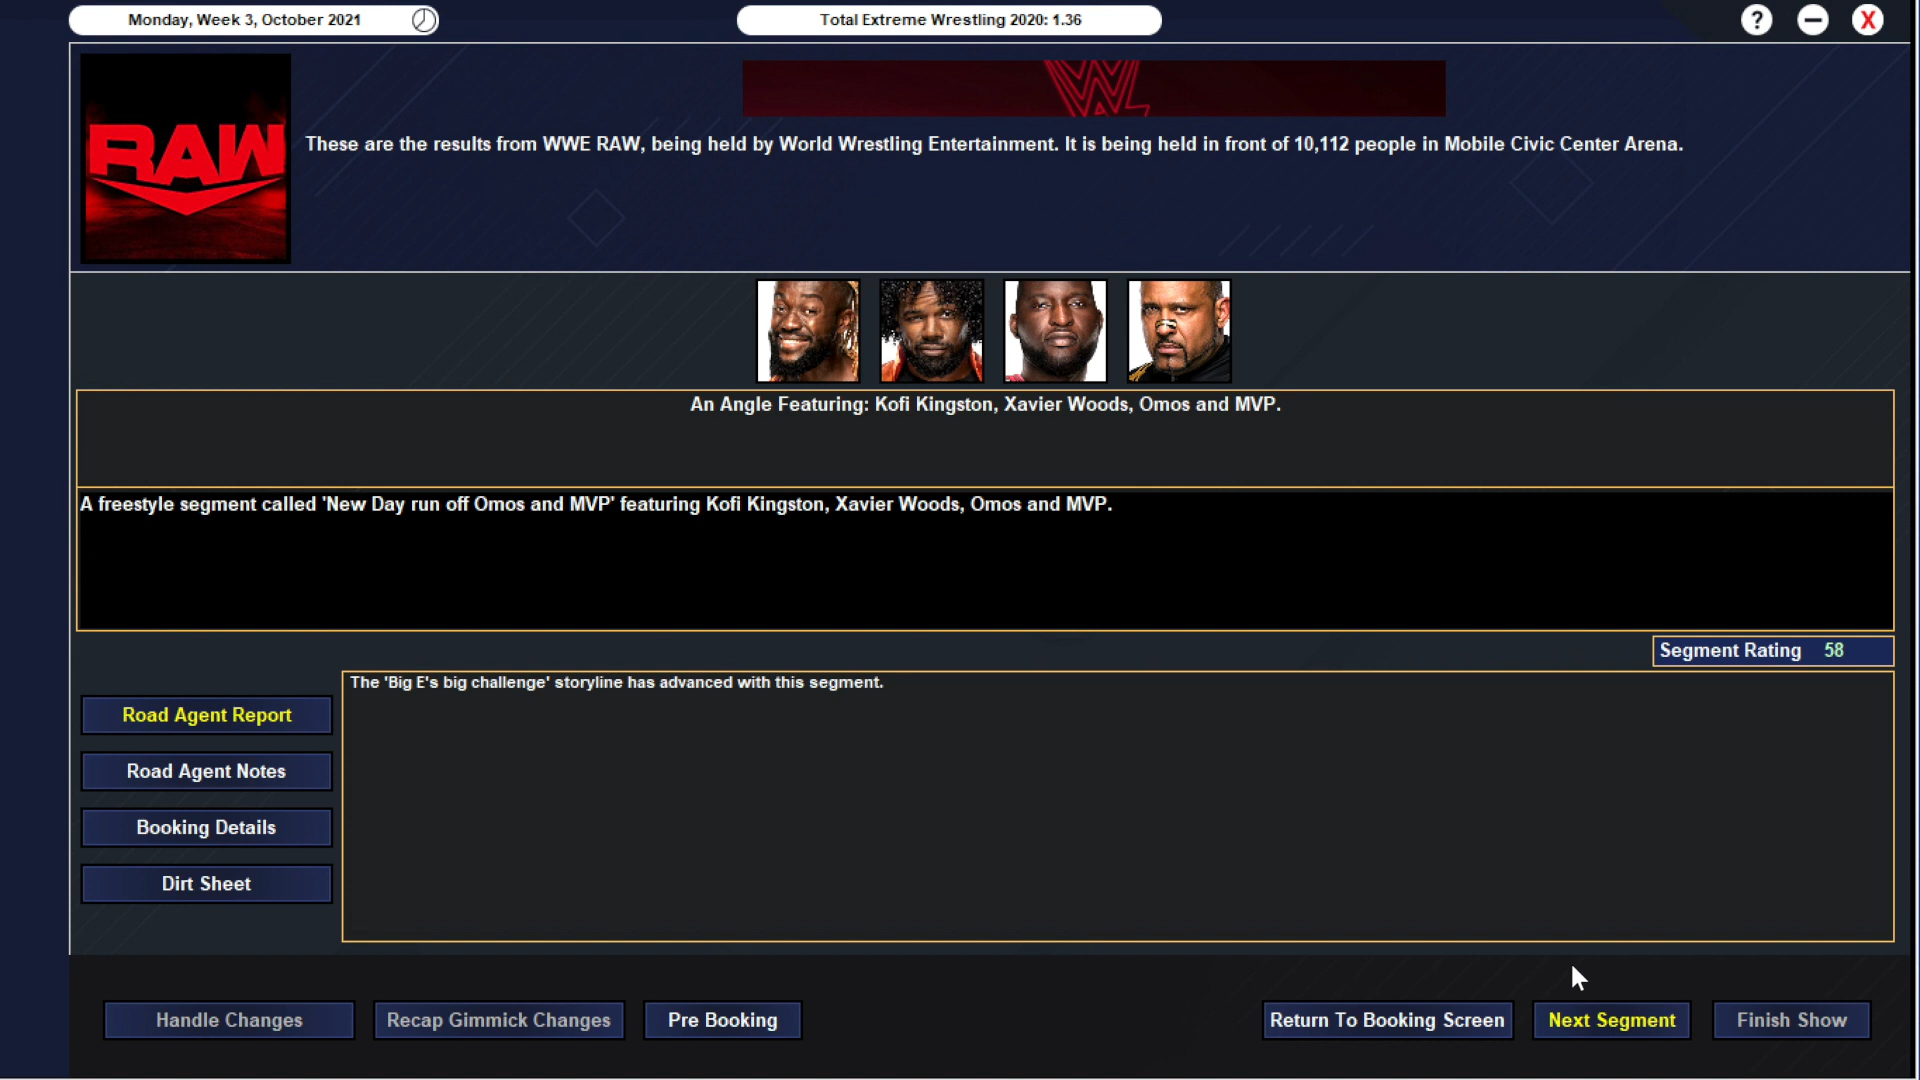 Monday, Week 3, October 2021
Total Extreme Wrestling 2020: 1.36
?
X
RAW
These are the results from WWE RAW, being held by World Wrestling Entertainment. It is being held in front of 10,112 people in Mobile Civic Center Arena.
An Angle Featuring: Kofi Kingston, Xavier Woods, Omos and MVP.
A freestyle segment called 'New Day run off Omos and MVP' featuring Kofi Kingston, Xavier Woods, Omos and MVP.
Segment Rating 58
The 'Big E's big challenge' storyline has advanced with this segment.
Road Agent Report
Road Agent Notes
Booking Details
Dirt Sheet
Handle Changes
Recap Gimmick Changes
Pre Booking
Return To Booking Screen
Next Segment
Finish Show